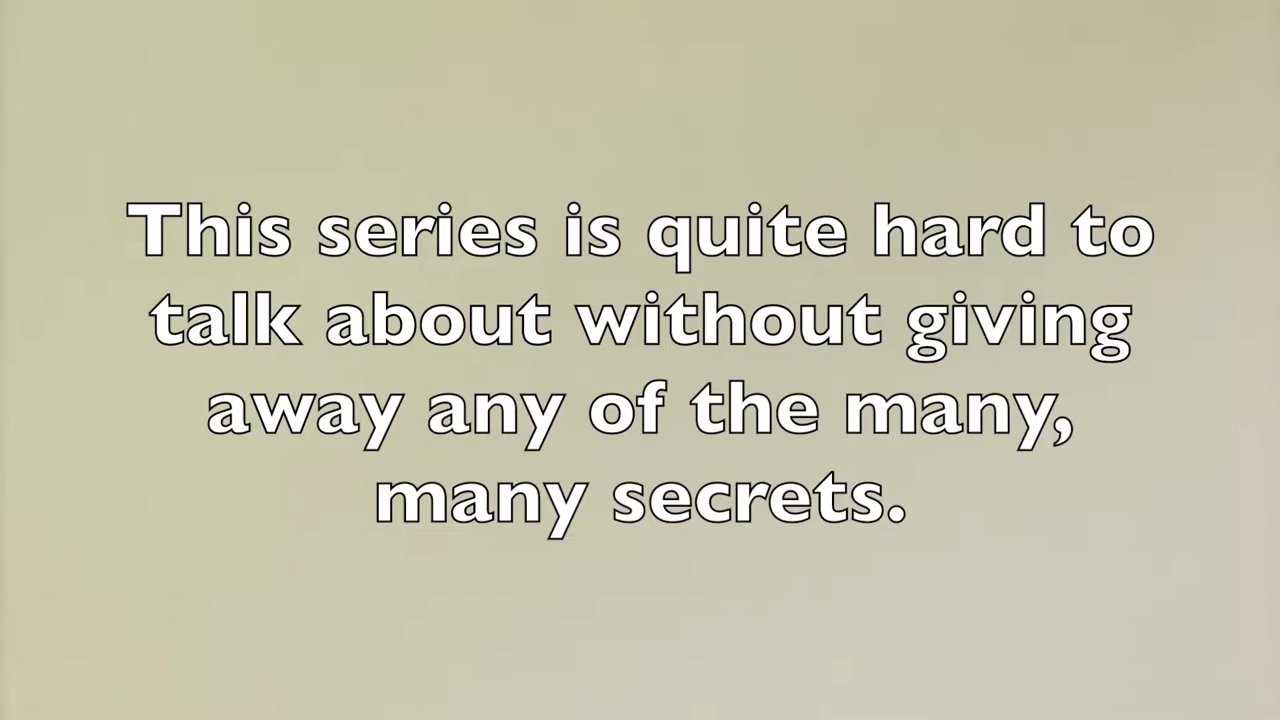 This series is quite hard to
talk about without giving
away any of the many,
many secrets.